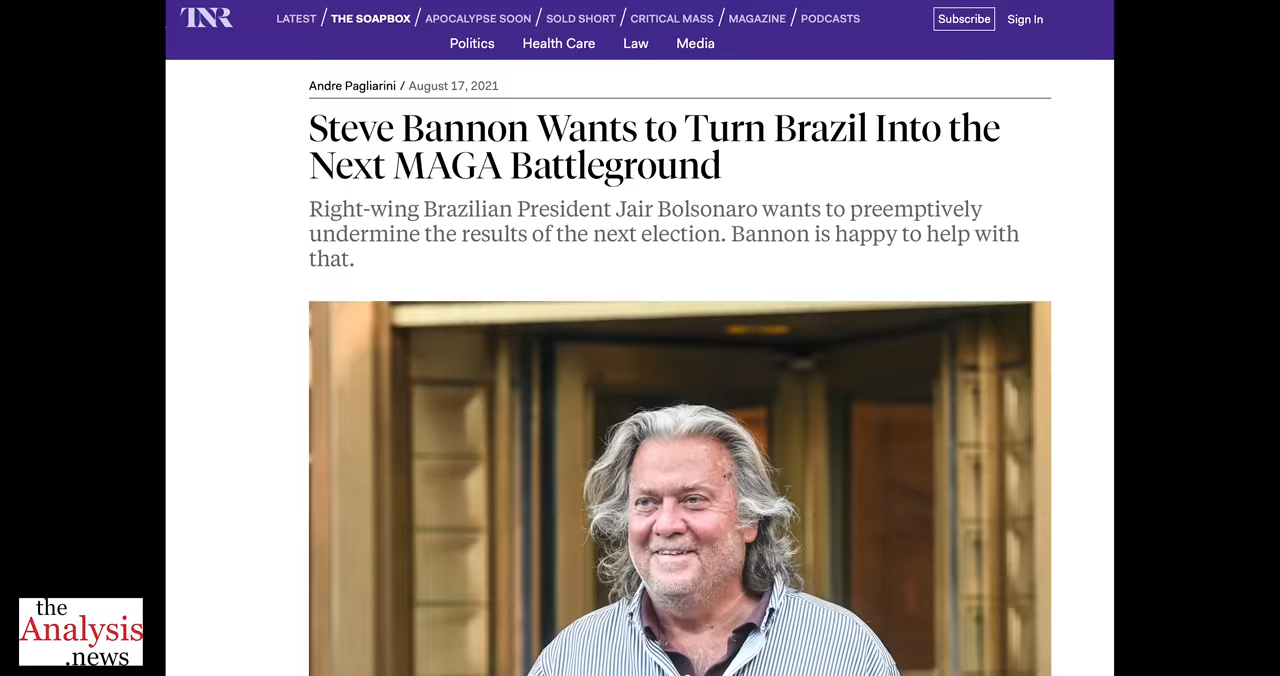 TNR
LATEST / THE SOAPBOX / APOCALYPSE SOON / SOLD SHORT / CRITICAL MASS / MAGAZINE / PODCASTS
Subscribe
Sign In
Politics Health Care Law Media
Andre Pagliarini / August 17, 2021
Steve Bannon Wants to Turn Brazil Into the
Next MAGA Battleground
Right-wing Brazilian President Jair Bolsonaro wants to preemptively
undermine the results of the next election. Bannon is happy to help with
that.
the
Analysis
.news